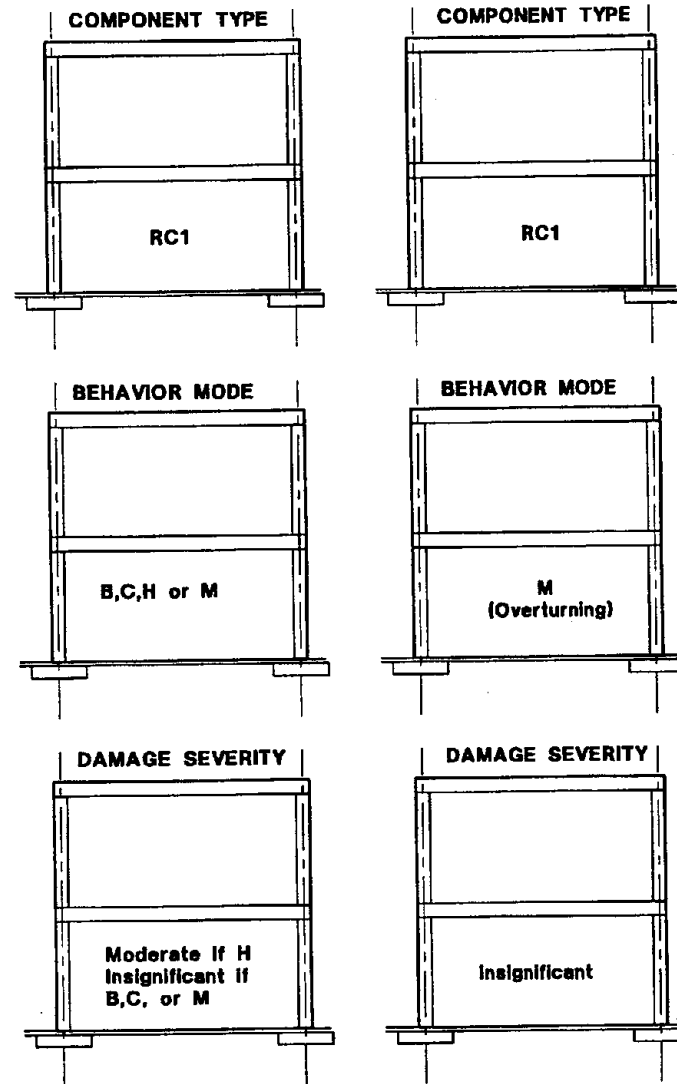 COMPONENT TYPE
RC1
COMPONENT TYPE
RC1
BEHAVIOR MODE
B,C,H or M
BEHAVIOR MODE
M
(Overturning)
DAMAGE SEVERITY
Moderate if H
Insignificant if
B,C, or M
DAMAGE SEVERITY
Insignificant